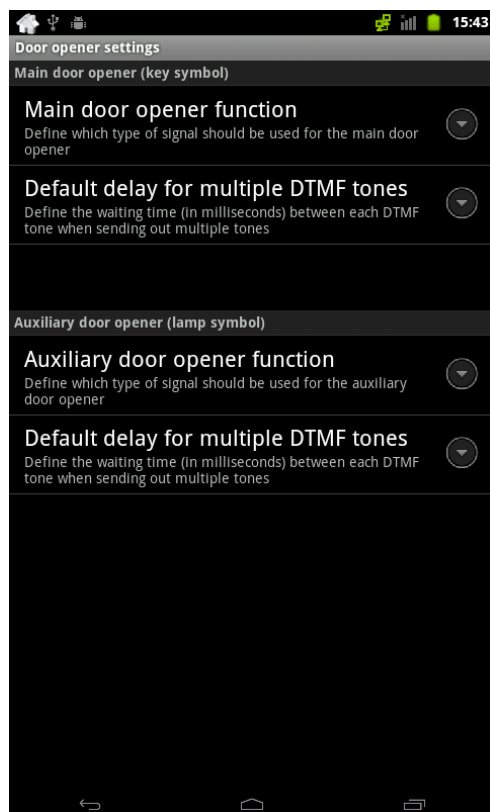 15:43
Door opener settings
Main door opener (key symbol)
Main door opener function
Define which type of signal should be used for the main door
opener
Default delay for multiple DTMF tones
Define the waiting time (in milliseconds) between each DTMF
tone when sending out multiple tones
Auxiliary door opener (lamp symbol)
Auxiliary door opener function
Define which type of signal should be used for the auxiliary
door opener
Default delay for multiple DTMF tones
Define the waiting time (in milliseconds) between each DTMF
tone when sending out multiple tones